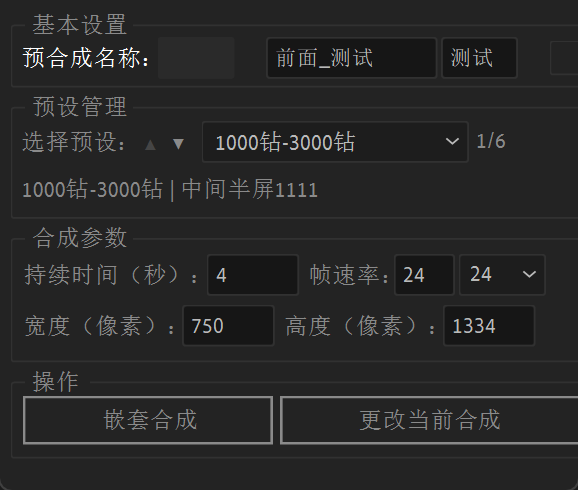 基本设置
预合成名称： 前面_测试 测试
预设管理
选择预设： ▲ ▼ 1000钻-3000钻 1/6
1000钻-3000钻 | 中间半屏1111
合成参数
持续时间（秒）： 4 帧速率： 24 24
宽度（像素）： 750 高度（像素）： 1334
操作
嵌套合成 更改当前合成